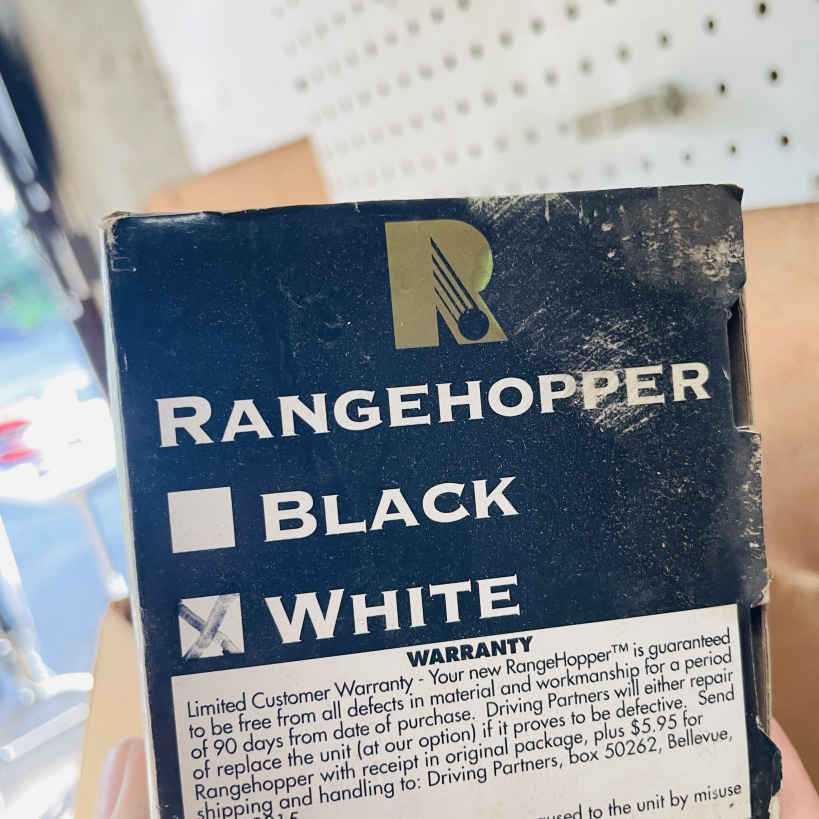 R
RANGEHOPPER
BLACK
WHITE
WARRANTY
Limited Customer Warranty - Your new RangeHopper™ is guaranteed
to be free from all defects in material and workmanship for a period
of 90 days from date of purchase. Driving Partners will either repair
of replace the unit (at our option) if it proves to be defective. Send
Rangehopper with receipt in original package, plus $5.95 for
shipping and handling to: Driving Partners, box 50262, Bellevue,
to the unit by misuse